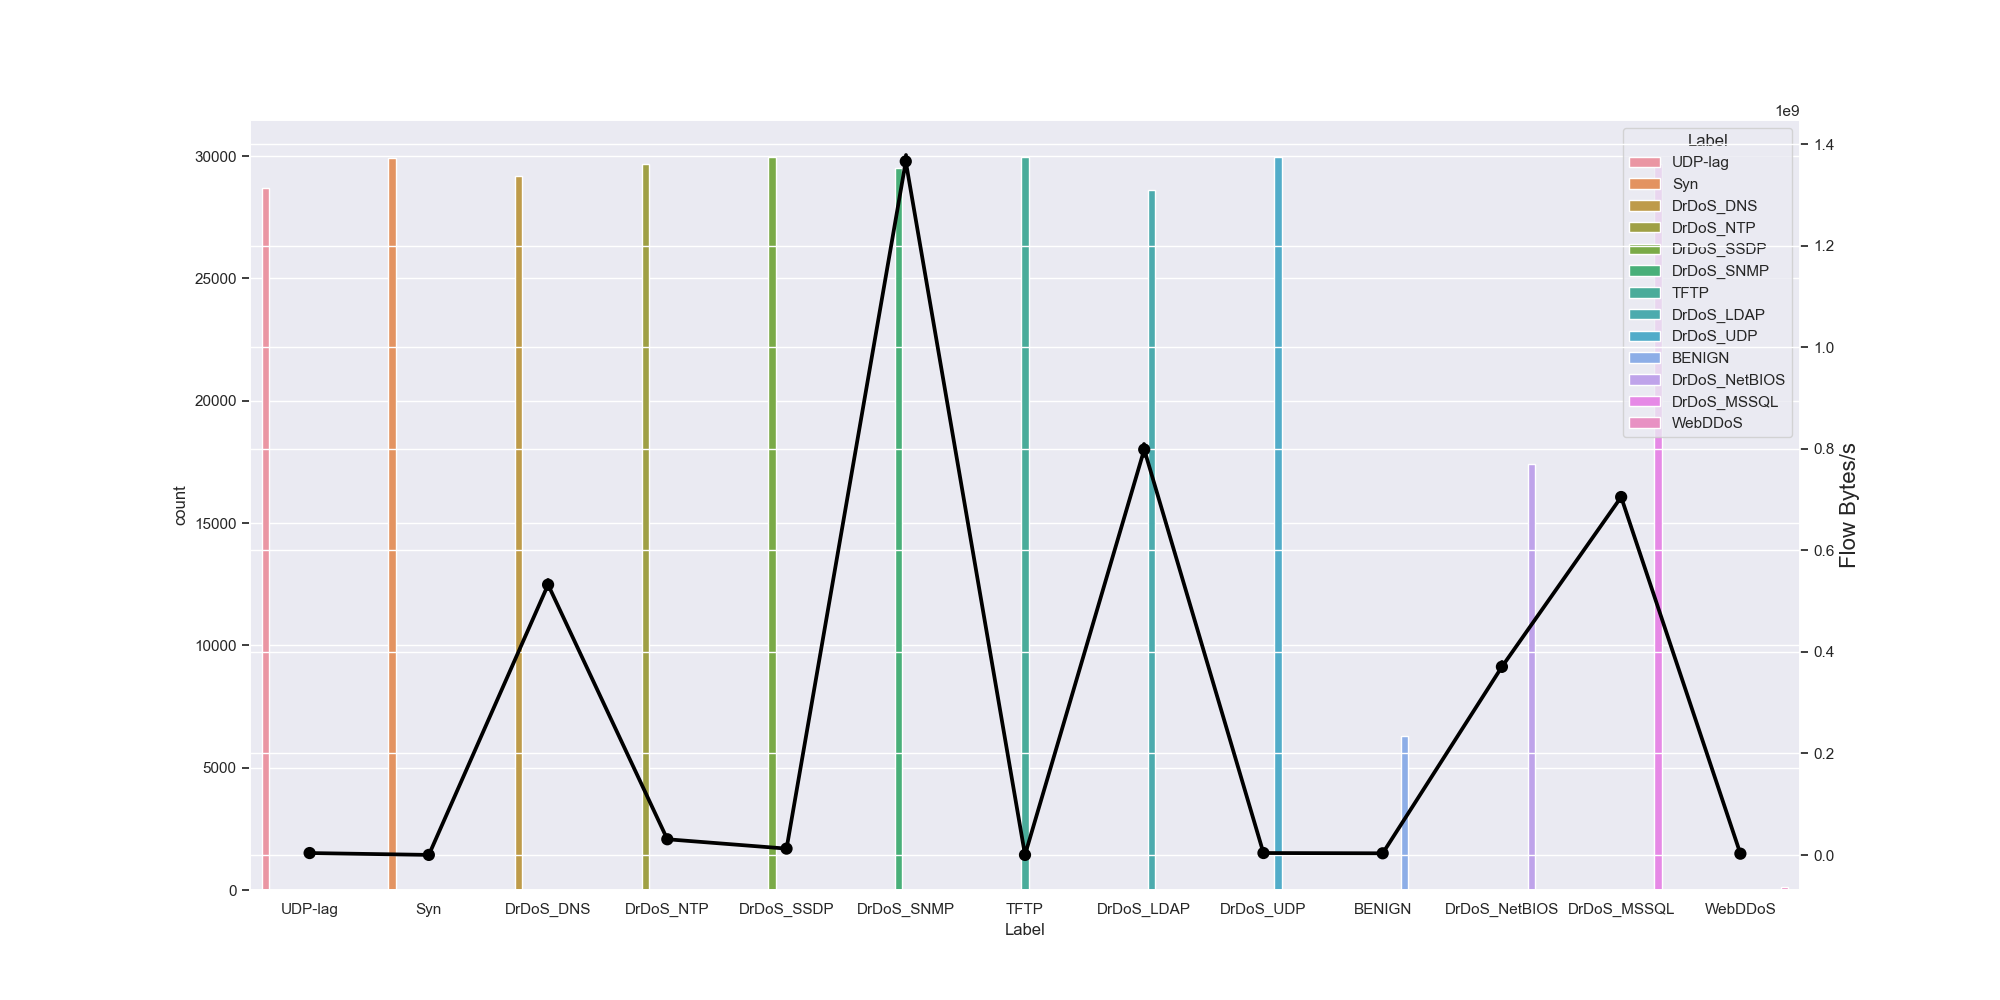 1e9
30000
25000
20000
15000
10000
5000
0
count
1.4
1.2
1.0
0.8
0.6
0.4
0.2
0.0
Flow Bytes/s
Label
UDP-lag
Syn
DrDoS_DNS
DrDoS_NTP
DrDoS_SSDP
DrDoS_SNMP
TFTP
DrDoS_LDAP
DrDoS_UDP
BENIGN
DrDoS_NetBIOS
DrDoS_MSSQL
WebDDoS
UDP-lag Syn DrDoS_DNS DrDoS_NTP DrDoS_SSDP DrDoS_SNMP TFTP DrDoS_LDAP DrDoS_UDP BENIGN DrDoS_NetBIOS DrDoS_MSSQL WebDDoS
Label